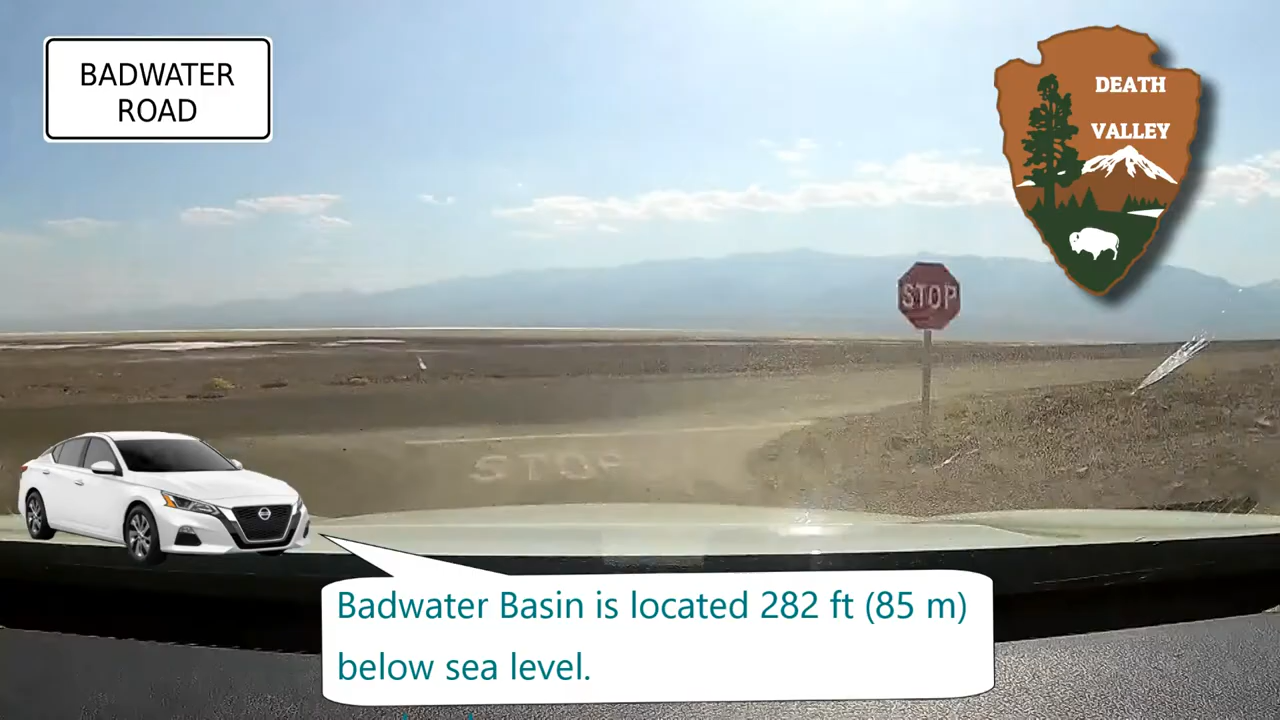 BADWATER
ROAD
DEATH
VALLEY
STOP
STOP
Badwater Basin is located 282 ft (85 m)
below sea level.